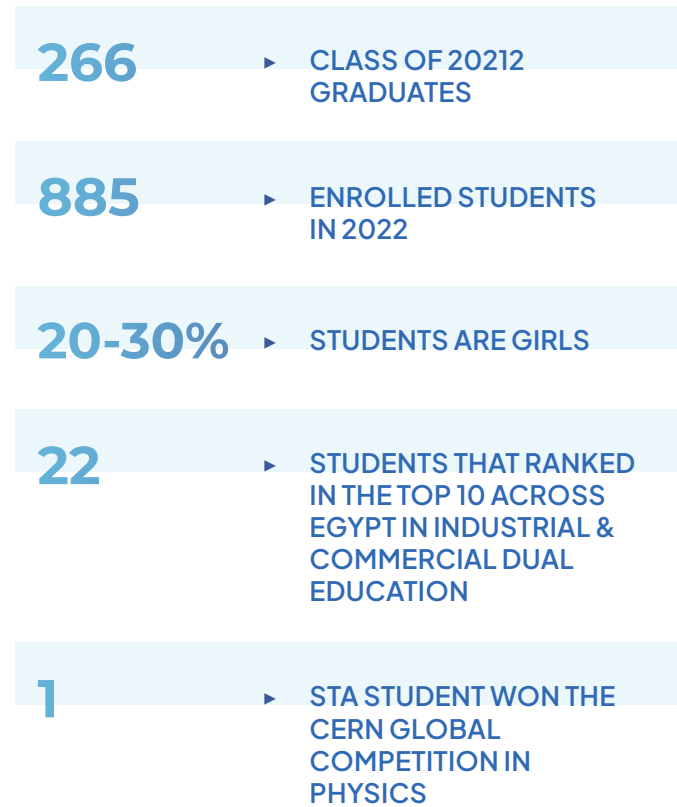 266
CLASS OF 20212
GRADUATES
885
ENROLLED STUDENTS
IN 2022
20-30%
STUDENTS ARE GIRLS
22
STUDENTS THAT RANKED
IN THE TOP 10 ACROSS
EGYPT IN INDUSTRIAL &
COMMERCIAL DUAL
EDUCATION
1
STA STUDENT WON THE
CERN GLOBAL
COMPETITION IN
PHYSICS